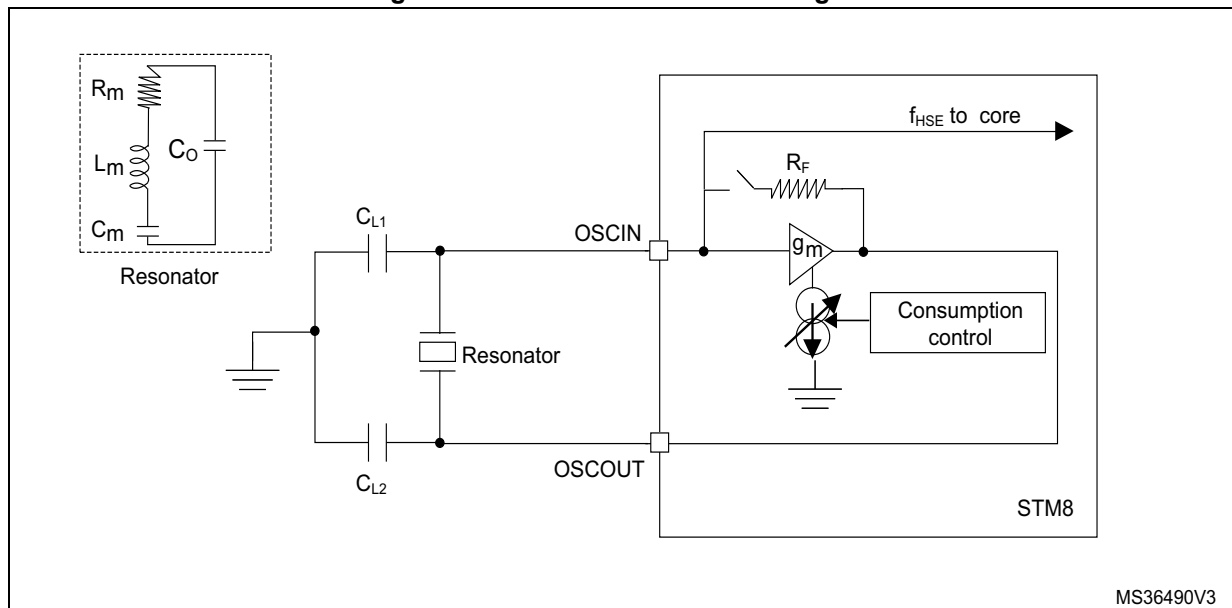 Rm
Lm
CO
Cm
Resonator
CL1
OSCIN
fHSE to core
RF
gm
Consumption
control
Resonator
CL2
OSCOUT
STM8
MS36490V3